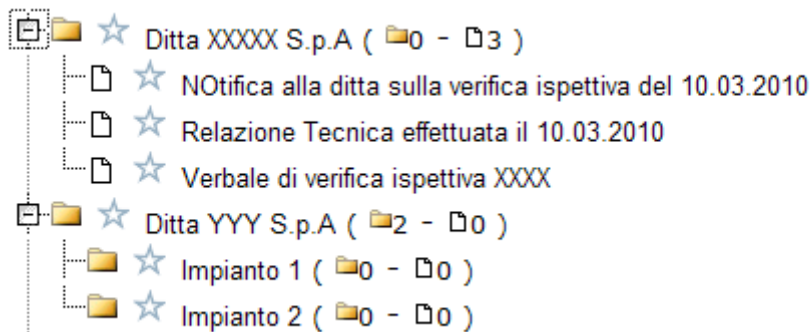 Ditta XXXXX S.p.A ( 0 - 3 )
NOtifica alla ditta sulla verifica ispettiva del 10.03.2010
Relazione Tecnica effettuata il 10.03.2010
Verbale di verifica ispettiva XXXX
Ditta YYY S.p.A ( 2 - 0 )
Impianto 1 ( 0 - 0 )
Impianto 2 ( 0 - 0 )